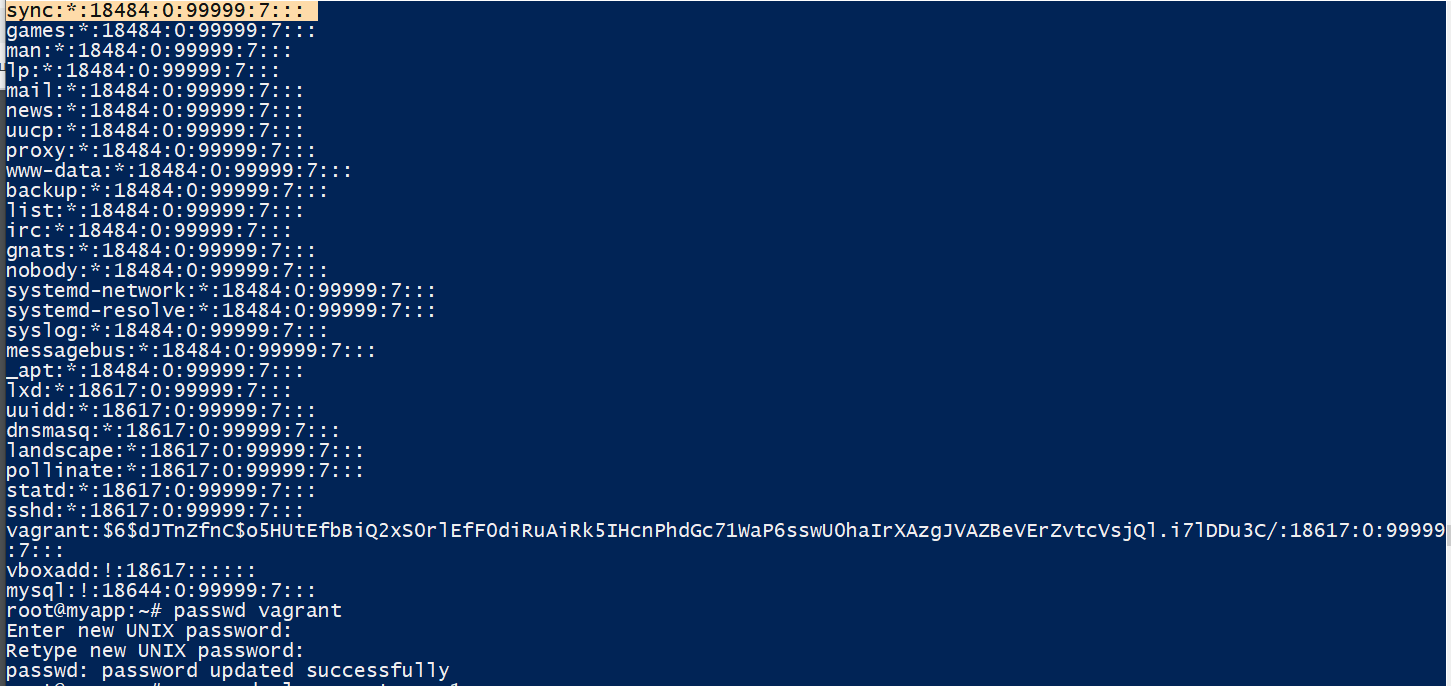 sync:*:18484:0:99999:7:::
games:*:18484:0:99999:7:::
man:*:18484:0:99999:7:::
lp:*:18484:0:99999:7:::
mail:*:18484:0:99999:7:::
news:*:18484:0:99999:7:::
uucp:*:18484:0:99999:7:::
proxy:*:18484:0:99999:7:::
www-data:*:18484:0:99999:7:::
backup:*:18484:0:99999:7:::
list:*:18484:0:99999:7:::
irc:*:18484:0:99999:7:::
gnats:*:18484:0:99999:7:::
nobody:*:18484:0:99999:7:::
systemd-network:*:18484:0:99999:7:::
systemd-resolve:*:18484:0:99999:7:::
syslog:*:18484:0:99999:7:::
messagebus:*:18484:0:99999:7:::
_apt:*:18484:0:99999:7:::
lxd:*:18617:0:99999:7:::
uuidd:*:18617:0:99999:7:::
dnsmasq:*:18617:0:99999:7:::
landscape:*:18617:0:99999:7:::
pollinate:*:18617:0:99999:7:::
statd:*:18617:0:99999:7:::
sshd:*:18617:0:99999:7:::
vagrant:$6$dJTnZfnC$o5HUtEfbBiQ2xS0rlEfFOdiRuAiRk5IHcnPhdGc71WaP6sswU0haIrXAzgJVAZBeVErZvtcVsjQl.i7lDDu3C/:18617:0:99999
:7:::
vboxadd:!:18617::::::
mysql:!:18644:0:99999:7:::
root@myapp:~# passwd vagrant
Enter new UNIX password:
Retype new UNIX password:
passwd: password updated successfully